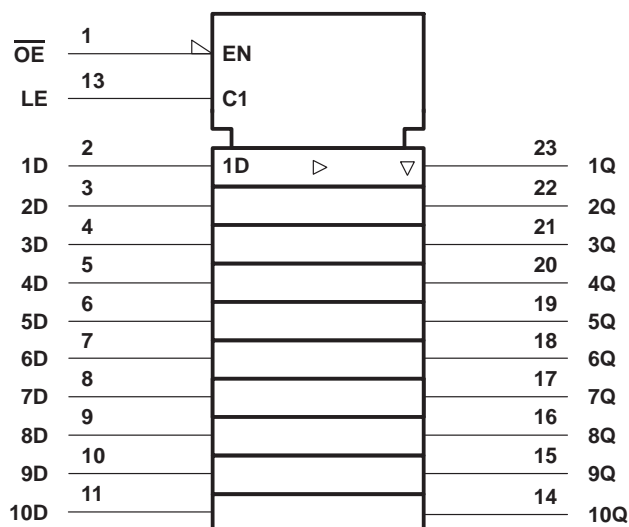 OE 1 EN
LE 13 C1
1D 2 1D 23 1Q
2D 3 22 2Q
3D 4 21 3Q
4D 5 20 4Q
5D 6 19 5Q
6D 7 18 6Q
7D 8 17 7Q
8D 9 16 8Q
9D 10 15 9Q
10D 11 14 10Q